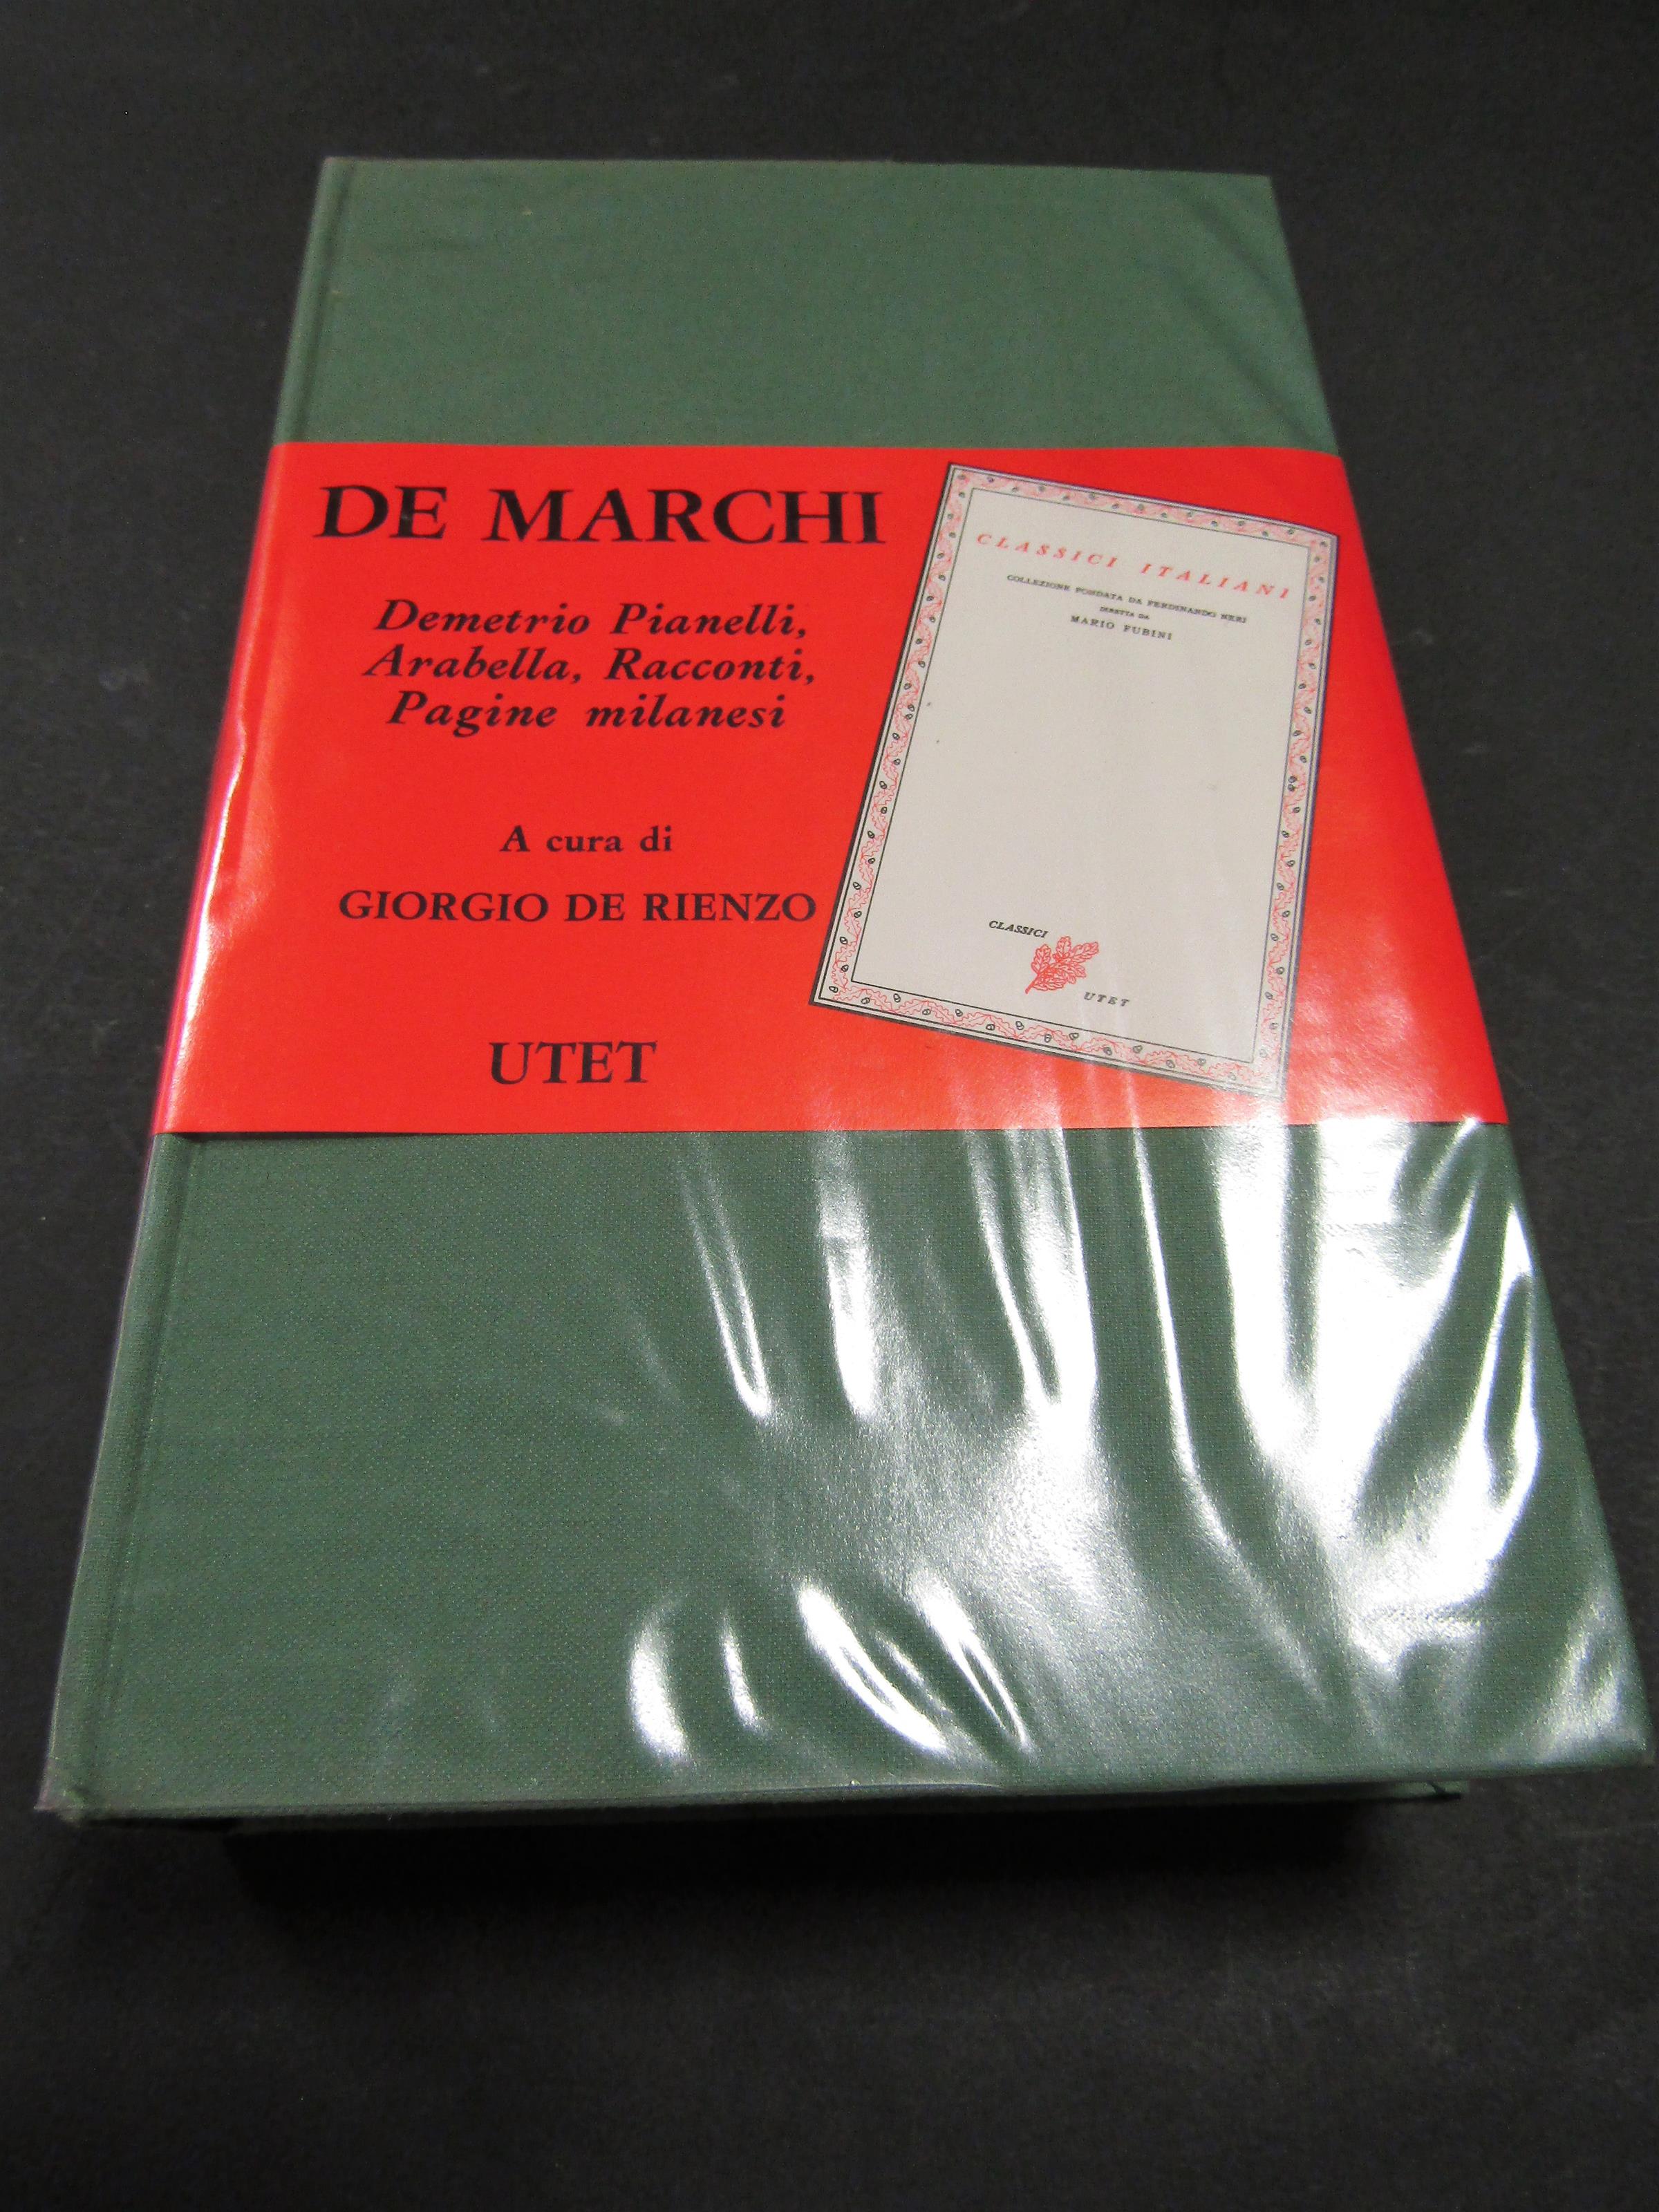 DE MARCHI
Demetrio Pianelli,
Arabella, Racconti,
Pagine milanesi
A cura di
GIORGIO DE RIENZO
UTET
CLASSICI ITALIANI
COLLEZIONE FONDATA DA FERDINANDO NERI
DIRETTA DA
MARIO FUBINI
CLASSICI
UTET